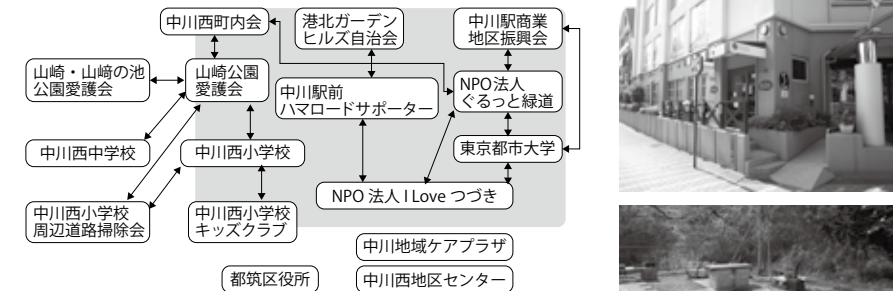 中川西町内会
港北ガーデン
ヒルズ自治会
中川駅商業
地区振興会
山崎・山﨑の池
公園愛護会
山崎公園
愛護会
中川駅前
ハマロードサポーター
NPO法人
ぐるっと緑道
中川西中学校
中川西小学校
東京都市大学
NPO 法人 I Love つづき
中川西小学校
周辺道路掃除会
中川西小学校
キッズクラブ
中川地域ケアプラザ
都筑区役所
中川西地区センター